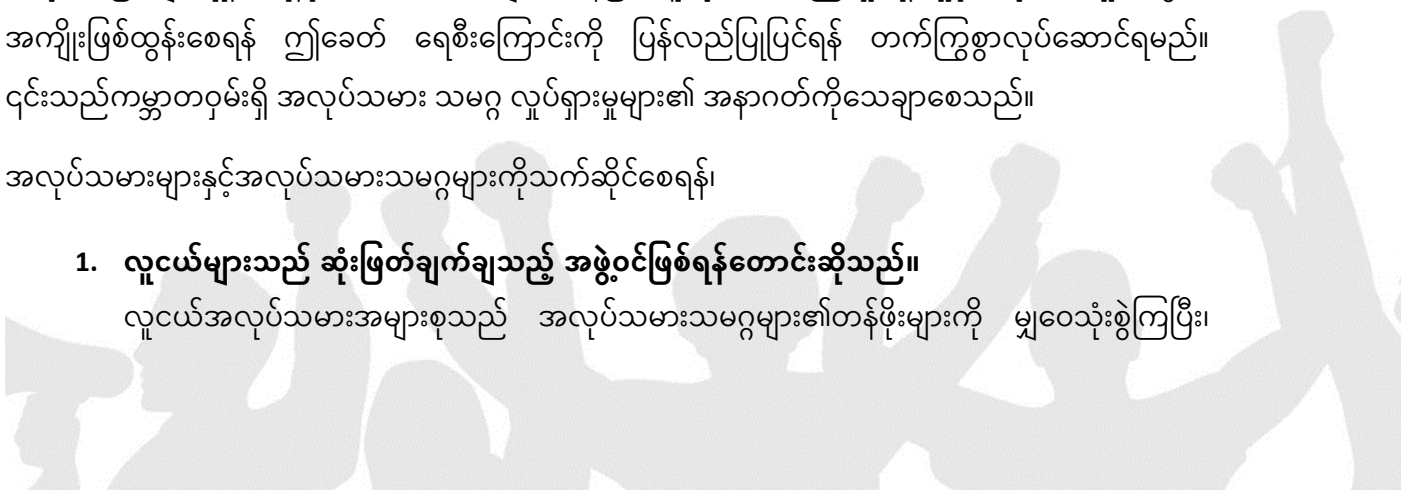 အကျိုးဖြစ်ထွန်းစေရန် ဤခေတ် ရေစီးကြောင်းကို ပြန်လည်ပြုပြင်ရန် တက်ကြွစွာလုပ်ဆောင်ရမည်။
၎င်းသည်ကမ္ဘာတဝှမ်းရှိ အလုပ်သမား သမဂ္ဂ လှုပ်ရှားမှုများ၏ အနာဂတ်ကိုသေချာစေသည်။
အလုပ်သမားများနှင့်အလုပ်သမားသမဂ္ဂများကိုသက်ဆိုင်စေရန်၊
1. လူငယ်များသည် ဆုံးဖြတ်ချက်ချသည့် အဖွဲ့ဝင်ဖြစ်ရန်တောင်းဆိုသည်။
လူငယ်အလုပ်သမားအများစုသည် အလုပ်သမားသမဂ္ဂများ၏တန်ဖိုးများကို မျှဝေသုံးစွဲကြပြီး၊